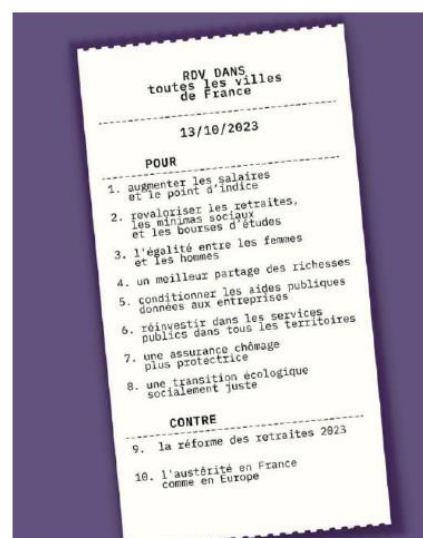 RDV DANS
toutes les villes
de France
13/10/2023
POUR
1. augmenter les salaires
et le point d'indice
2. revaloriser les retraites,
les minimas sociaux
et les bourses d'études
3. l'égalité entre les femmes
et les hommes
4. un meilleur partage des richesses
5. conditionner les aides publiques
données aux entreprises
6. réinvestir dans les services
publics dans tous les territoires
7. une assurance chômage
plus protectrice
8. une transition écologique
socialement juste
CONTRE
9. la réforme des retraites 2023
10. l'austérité en France
comme en Europe